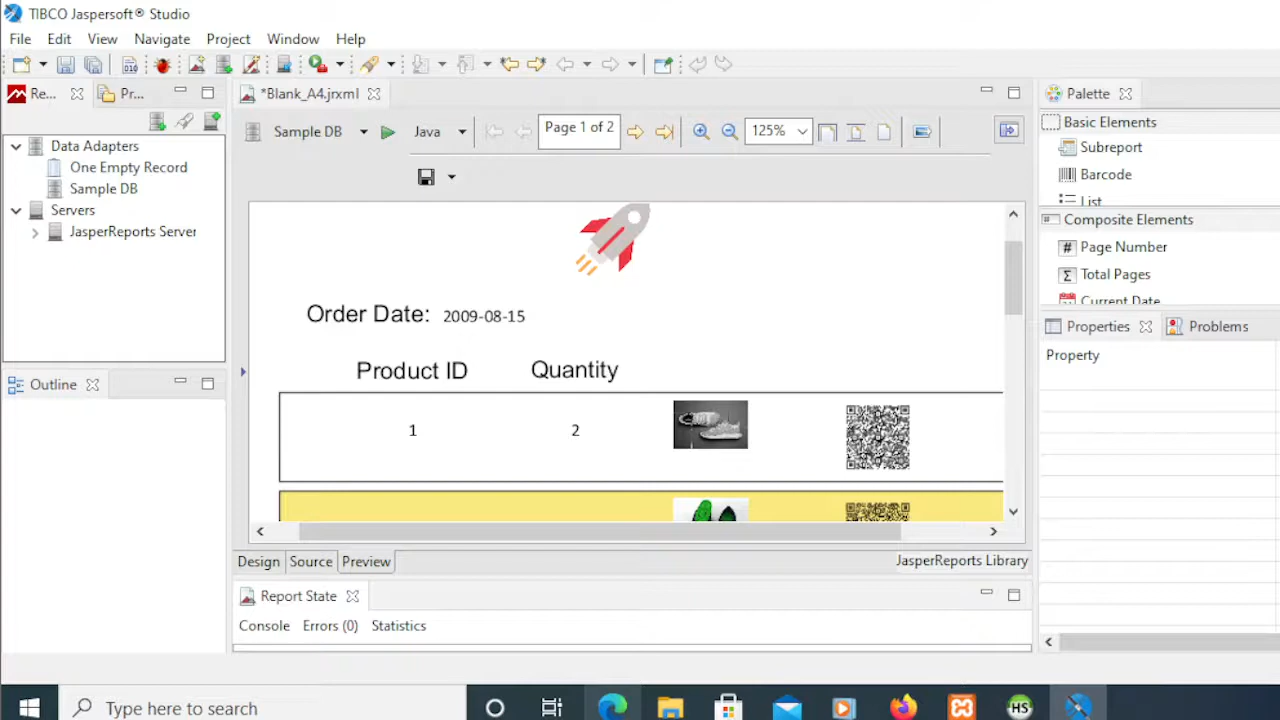 TIBCO Jaspersoft® Studio
File Edit View Navigate Project Window Help
Re... Pr...
Data Adapters
One Empty Record
Sample DB
Servers
JasperReports Server
Outline
*Blank_A4.jrxml
Sample DB Java Page 1 of 2 125%
Order Date: 2009-08-15
Product ID Quantity
1 2
Design Source Preview JasperReports Library
Report State
Console Errors (0) Statistics
Palette
Basic Elements
Subreport
Barcode
List
Composite Elements
# Page Number
Σ Total Pages
Current Date
Properties Problems
Property
Type here to search
HS